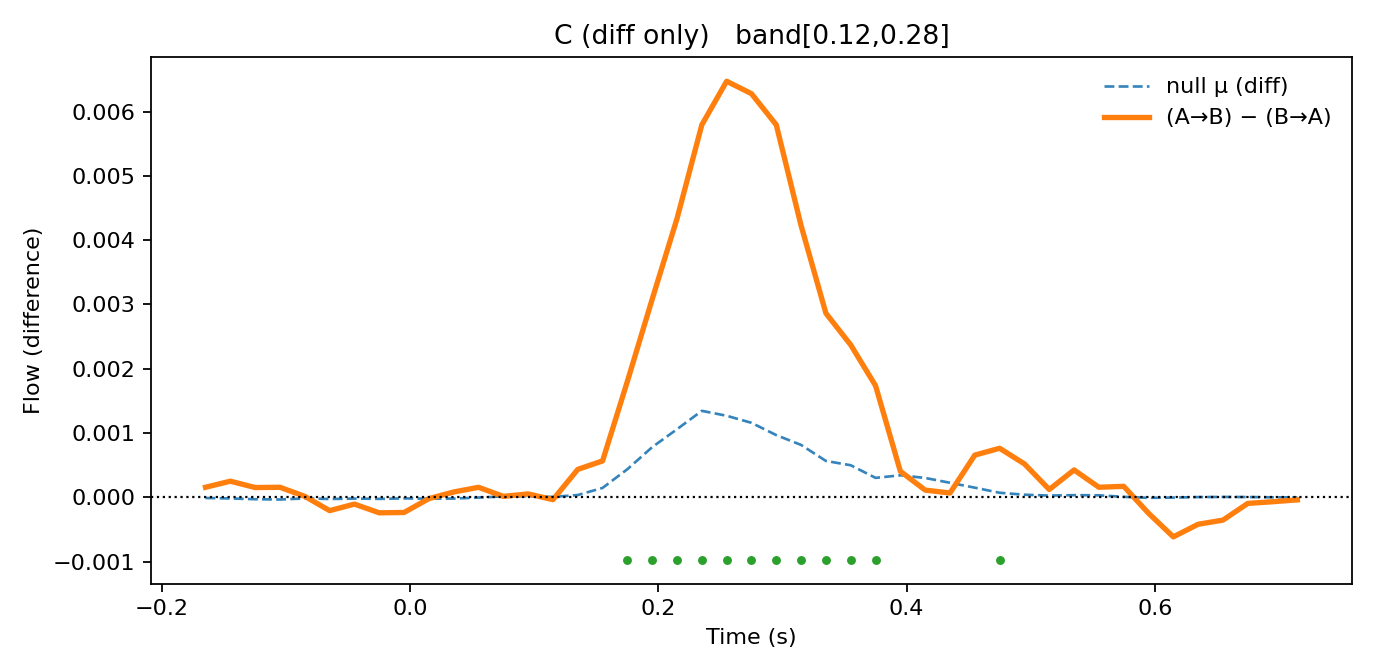 C (diff only)   band[0.12,0.28]
null μ (diff)
(A→B) − (B→A)
Flow (difference)
0.006
0.005
0.004
0.003
0.002
0.001
0.000
−0.001
−0.2
0.0
0.2
0.4
0.6
Time (s)